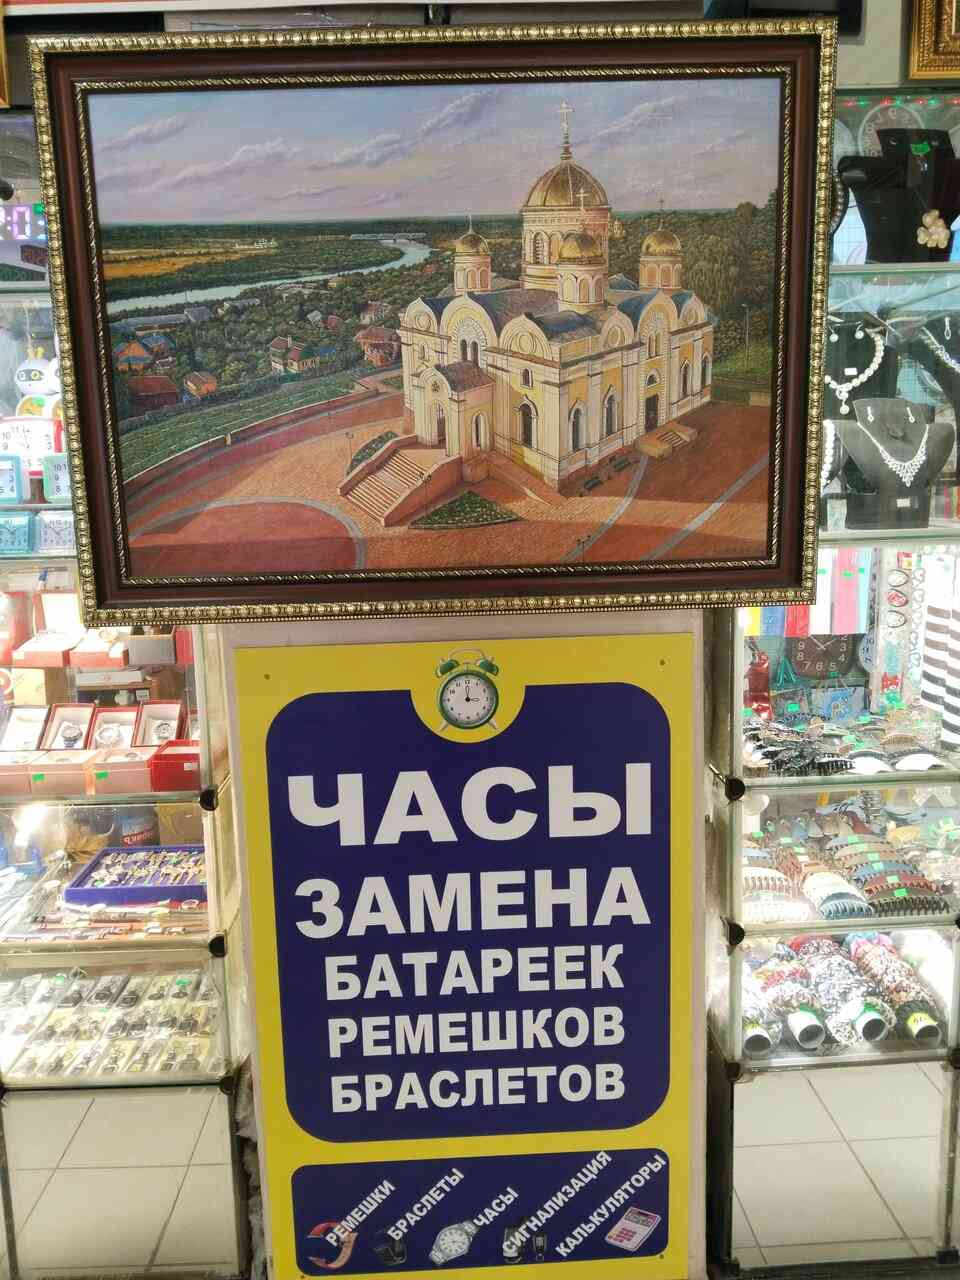 ЧАСЫ
ЗАМЕНА
БАТАРЕЕК
РЕМЕШКОВ
БРАСЛЕТОВ
РЕМЕШКИ
БРАСЛЕТЫ
ЧАСЫ
СИГНАЛИЗАЦИЯ
КАЛЬКУЛЯТОРЫ